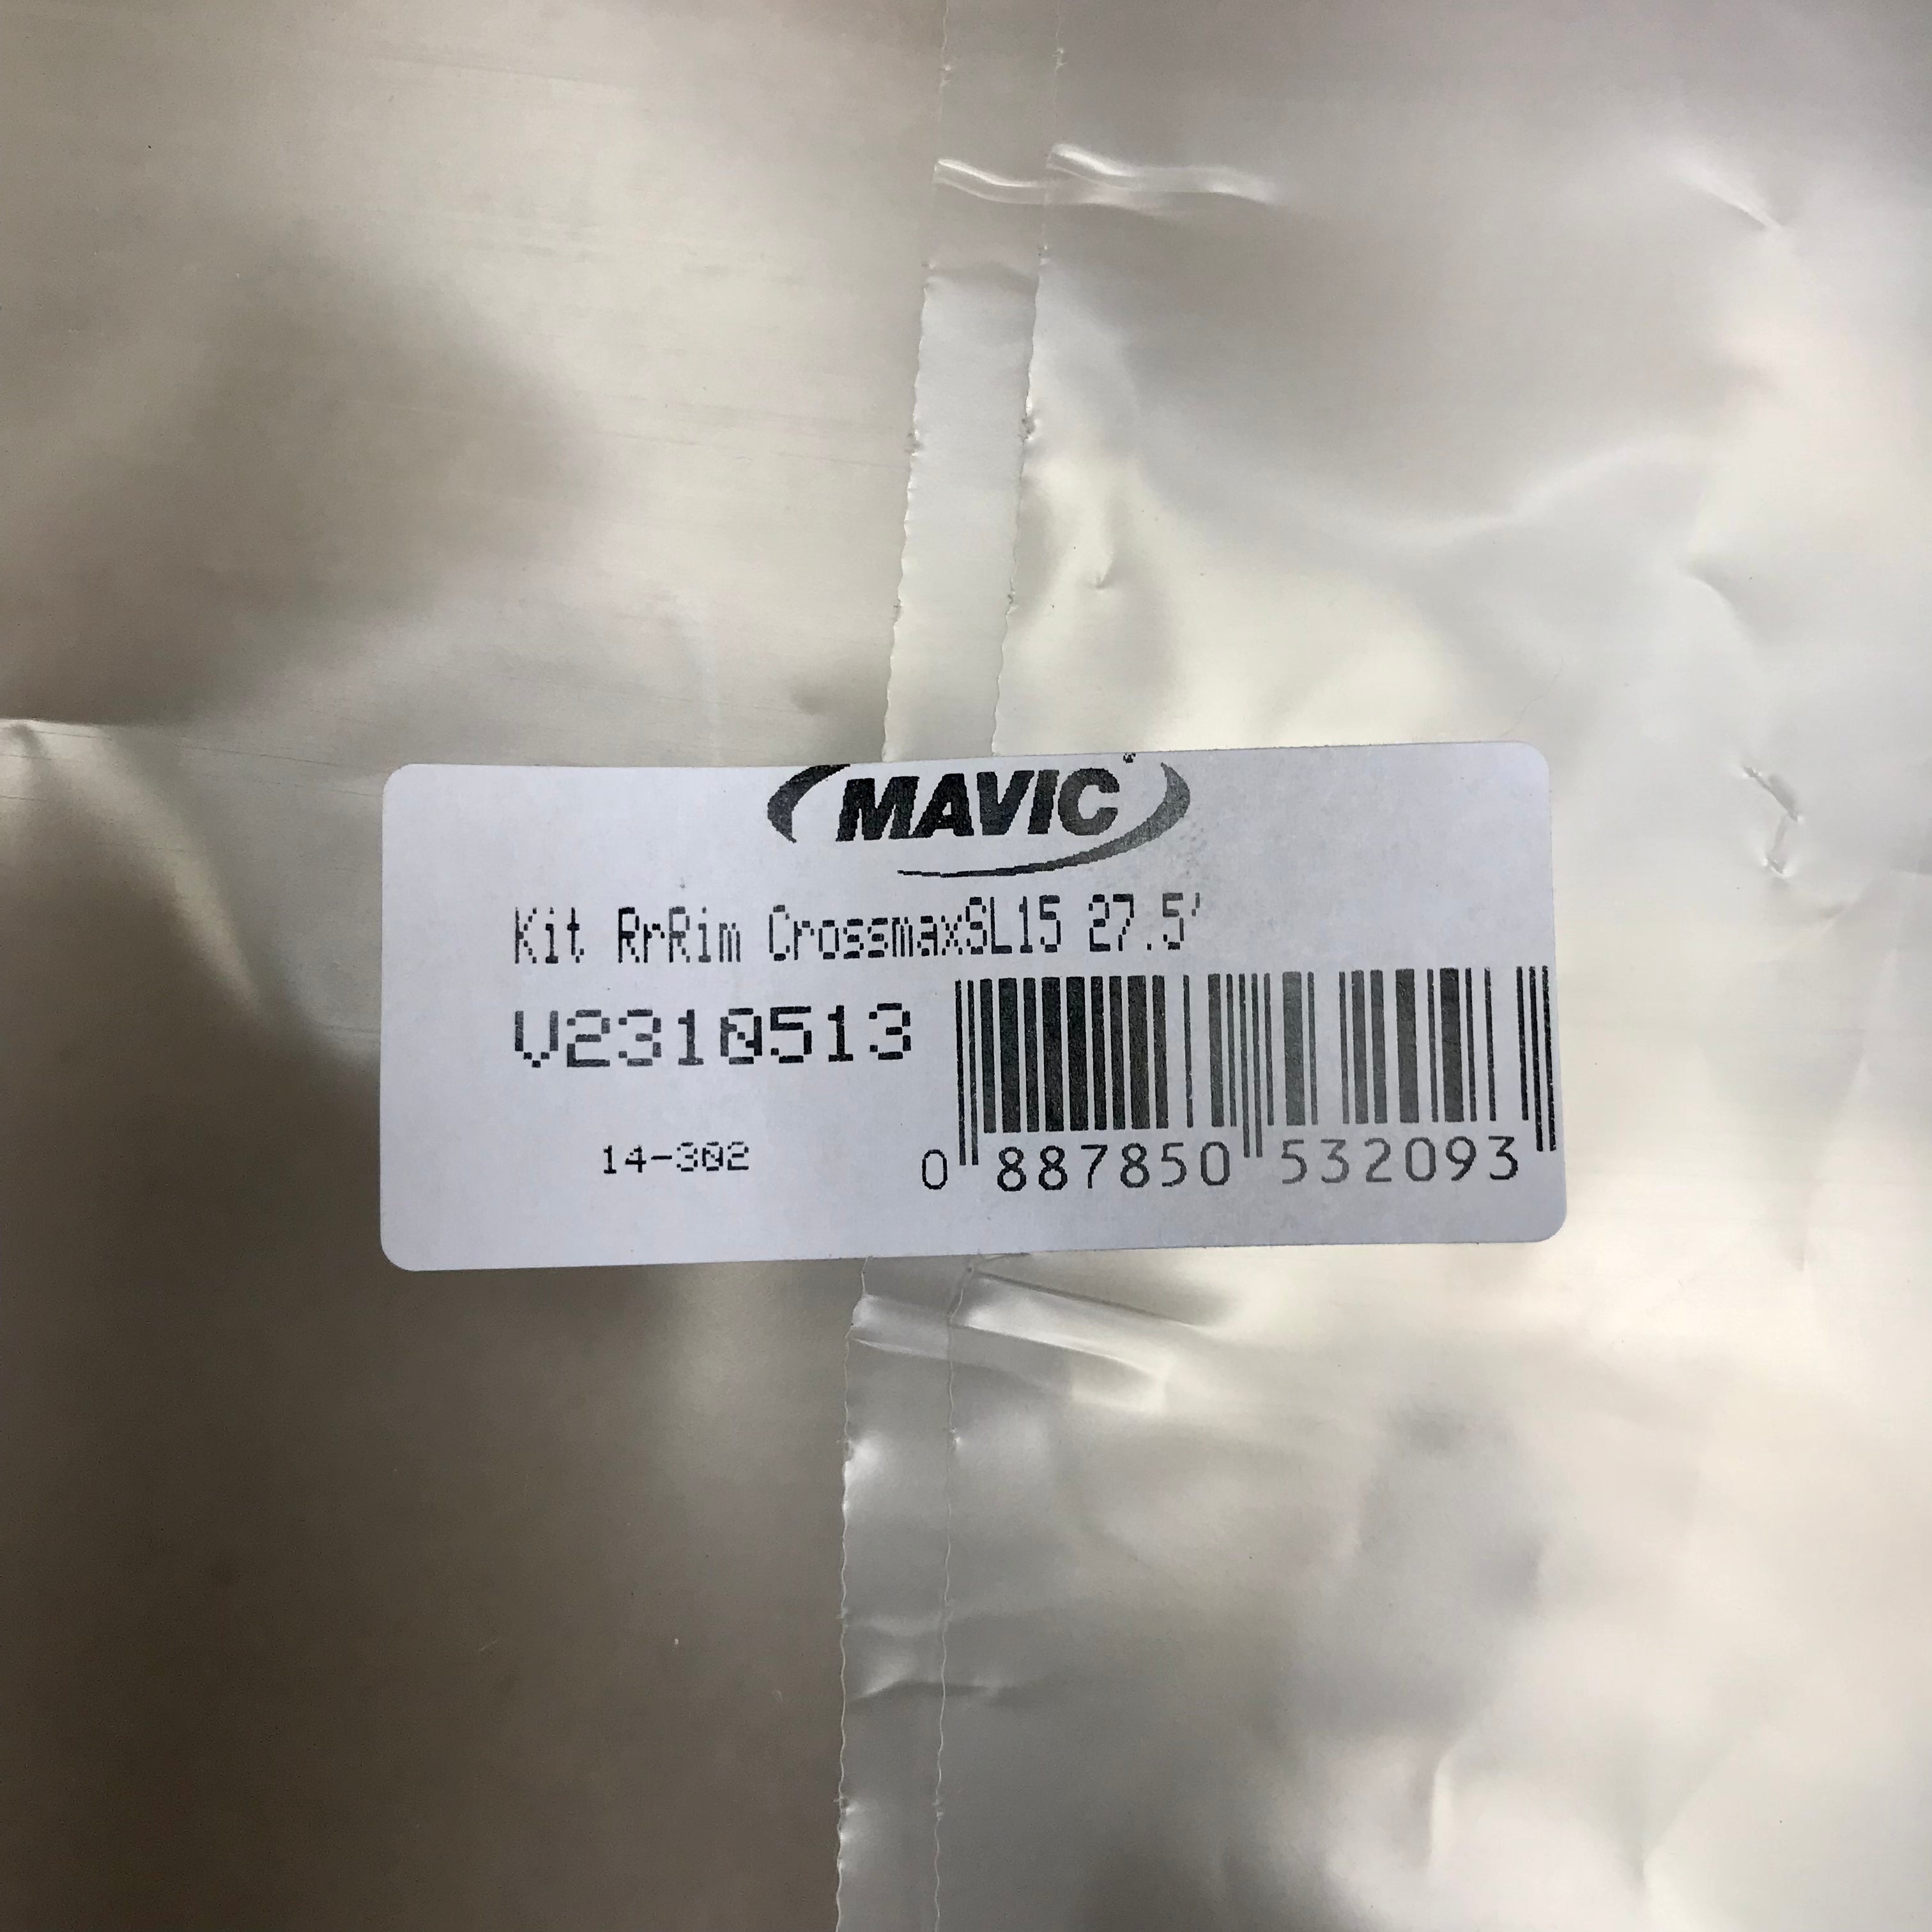 MAVIC
Kit RrRim CrossmaxSL15 27.5'
V2310513
14-302
0 887850 532093